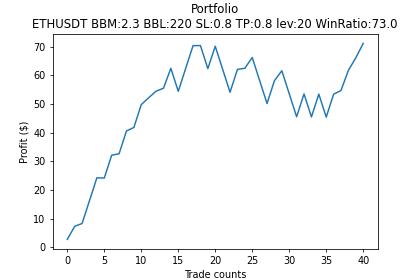 Portfolio
ETHUSDT BBM:2.3 BBL:220 SL:0.8 TP:0.8 lev:20 WinRatio:73.0
70
60
50
40
30
20
10
0
Profit ($)
0 5 10 15 20 25 30 35 40
Trade counts